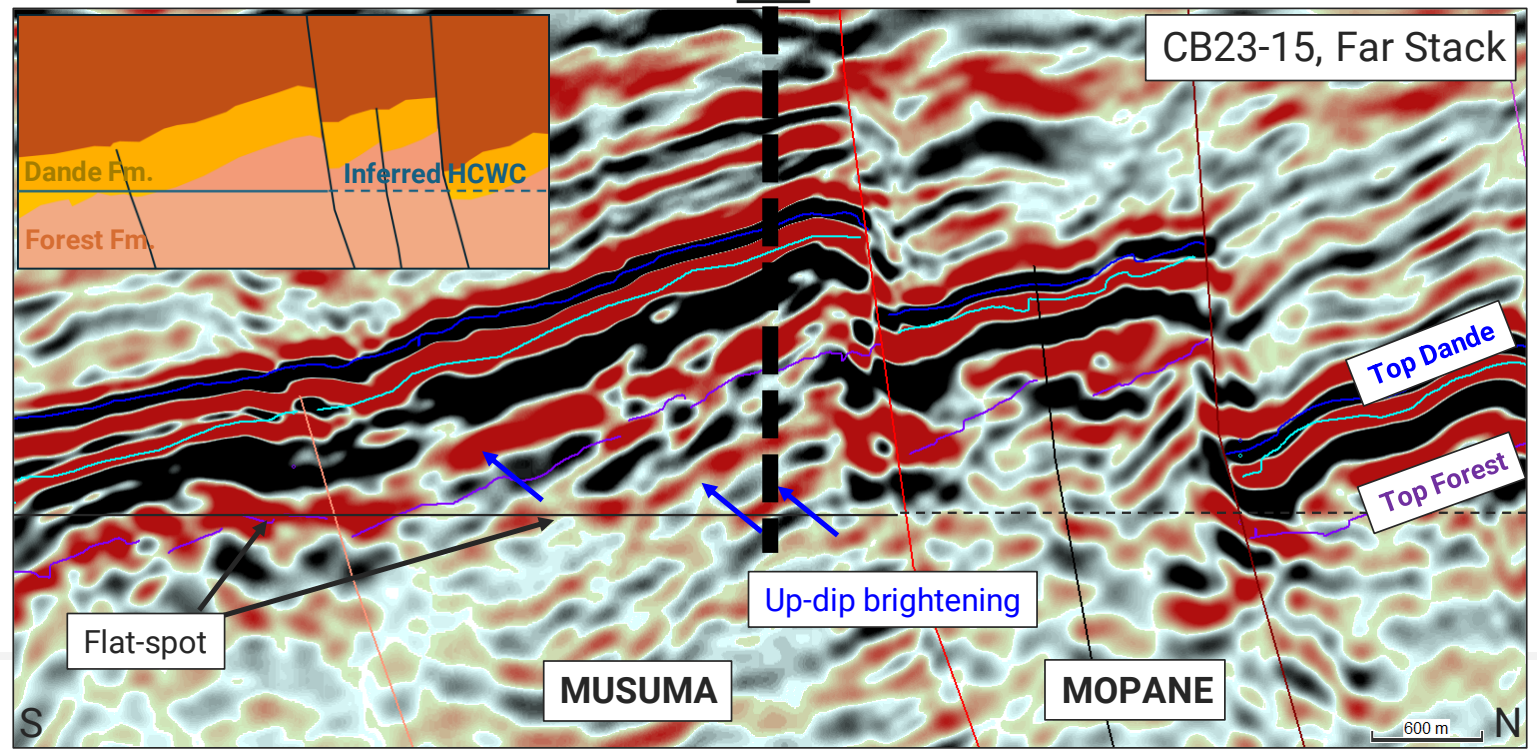 CB23-15, Far Stack
Dande Fm.
Inferred HCWC
Forest Fm.
Top Dande
Top Forest
Up-dip brightening
Flat-spot
MUSUMA
MOPANE
S
600 m
N